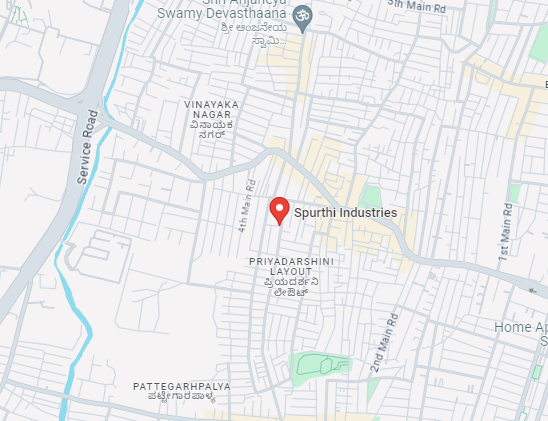 Shri Anjaneya
Swamy Devasthaana
ಶ್ರೀ ಆಂಜನೇಯ
ಸ್ವಾಮಿ...
5th Main Rd
VINAYAKA
NAGAR
ವಿನಾಯಕ
ನಗರ್
Service Road
4th Main Rd
Spurthi Industries
1st Main Rd
PRIYADARSHINI
LAYOUT
ಪ್ರಿಯದರ್ಶಿನಿ
ಲೇಔಟ್
2nd Main Rd
Home Ap
S
PATTEGARHPALYA
ಪಟ್ಟೇಗಾರಪಾಳ್ಯ